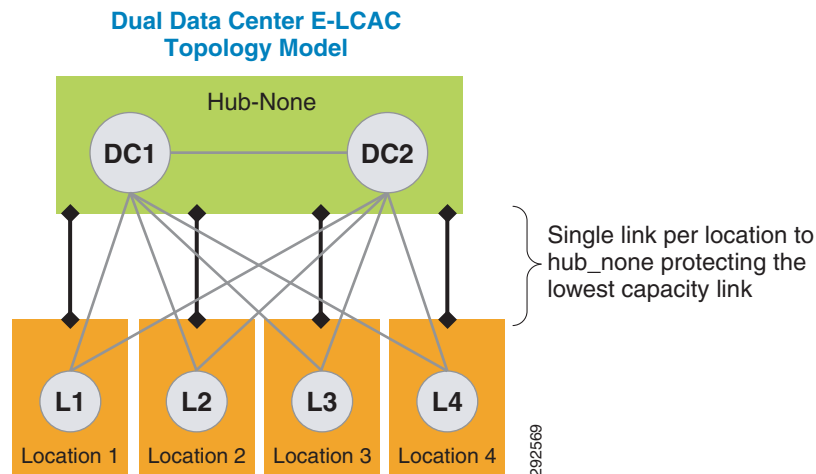 Dual Data Center E-LCAC
Topology Model
Hub-None
DC1
DC2
Single link per location to
hub_none protecting the
lowest capacity link
L1
L2
L3
L4
Location 1
Location 2
Location 3
Location 4
292569